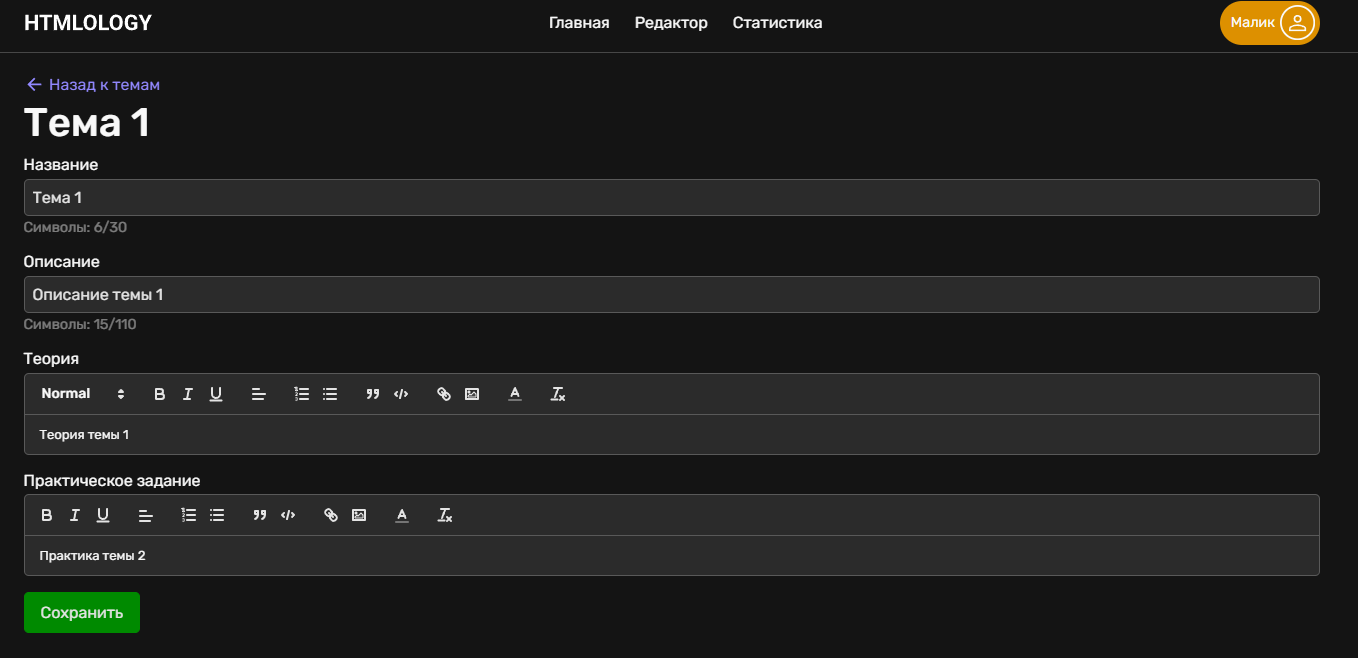 HTMLOLOGY
Главная Редактор Статистика
Малик
Назад к темам
Тема 1
Название
Тема 1
Символы: 6/30
Описание
Описание темы 1
Символы: 15/110
Теория
Normal
Теория темы 1
Практическое задание
Практика темы 2
Сохранить